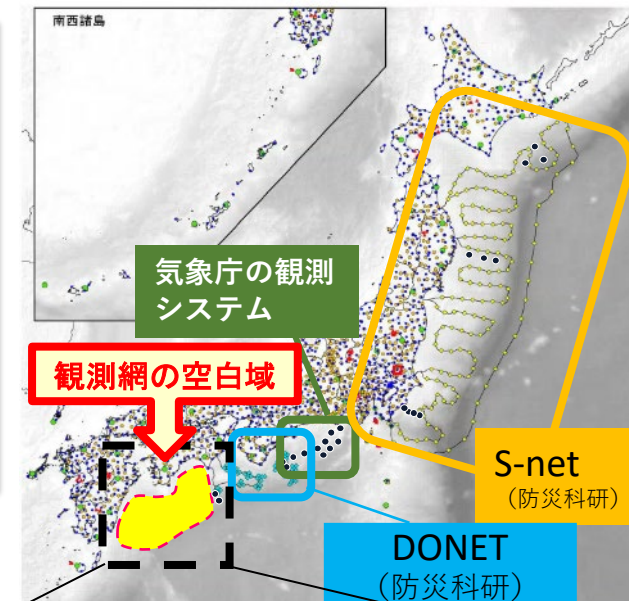 南西諸島
気象庁の観測
システム
観測網の空白域
S-net
（防災科研）
DONET
（防災科研）